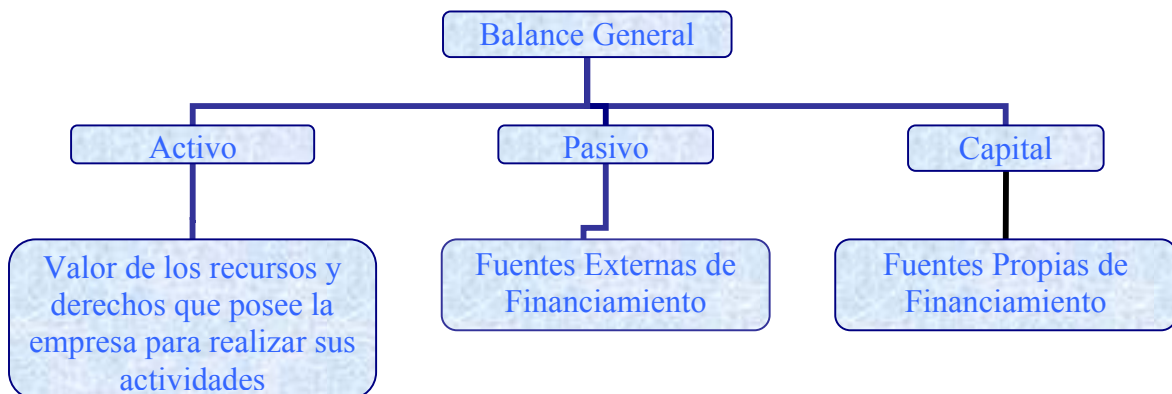 Balance General
Activo
Pasivo
Capital
Valor de los recursos y
derechos que posee la
empresa para realizar sus
actividades
Fuentes Externas de
Financiamiento
Fuentes Propias de
Financiamiento